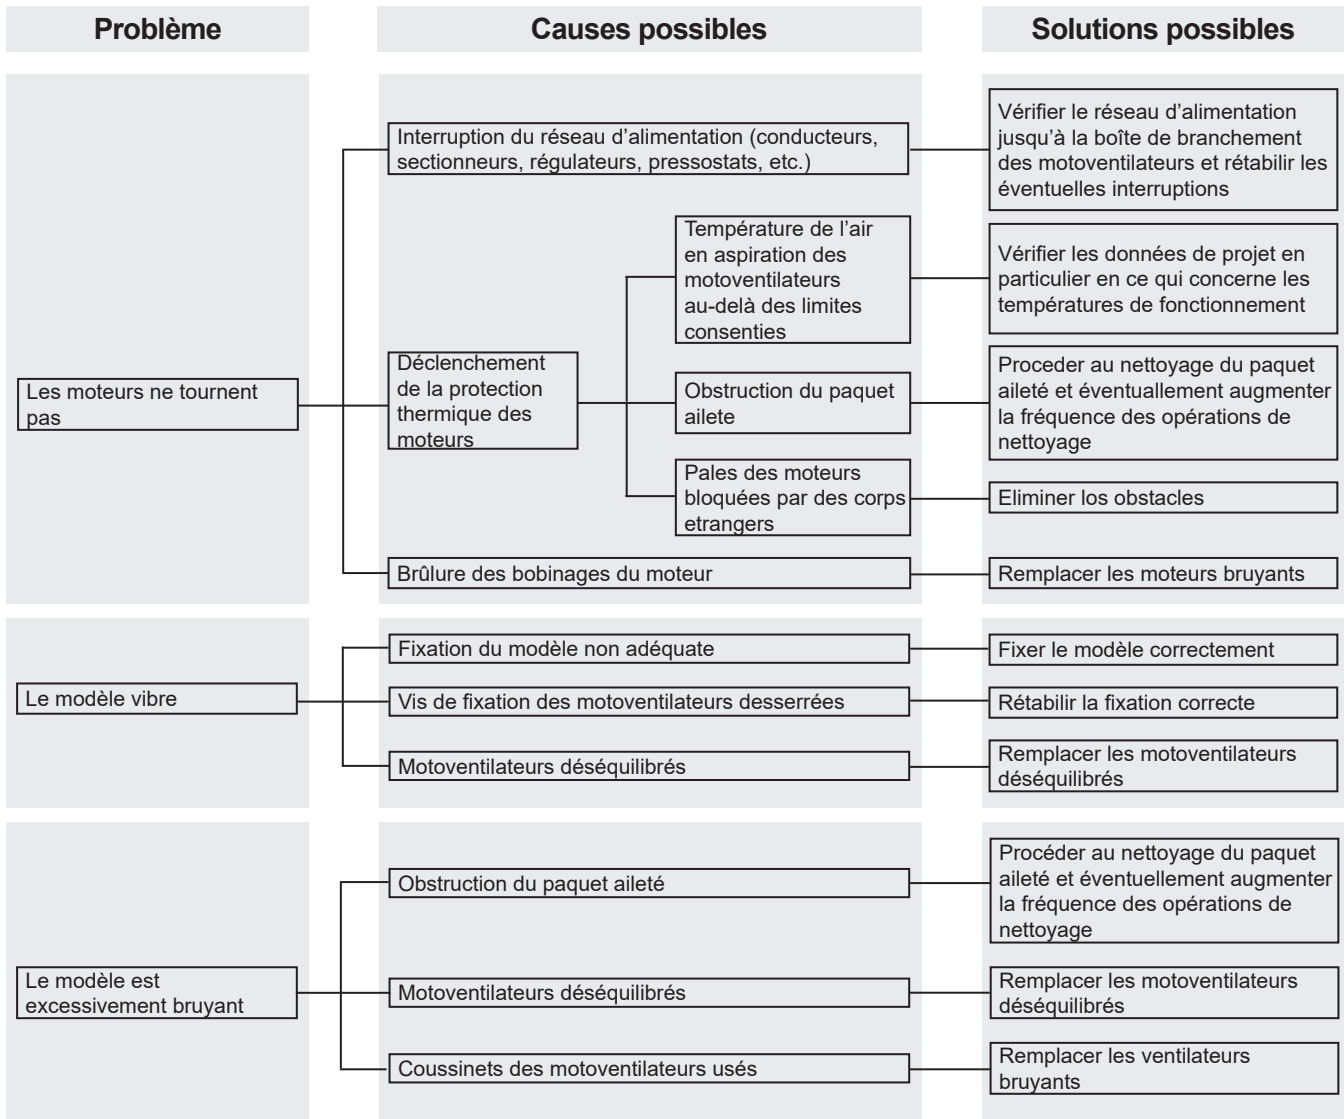 Problème
Causes possibles
Solutions possibles
Les moteurs ne tournent
pas
Interruption du réseau d’alimentation (conducteurs,
sectionneurs, régulateurs, pressostats, etc.)
Vérifier le réseau d’alimentation
jusqu’à la boîte de branchement
des motoventilateurs et rétabilir les
éventuelles interruptions
Déclenchement
de la protection
thermique des
moteurs
Température de l’air
en aspiration des
motoventilateurs
au-delà des limites
consenties
Vérifier les données de projet en
particulier en ce qui concerne les
températures de fonctionnement
Obstruction du paquet
ailete
Proceder au nettoyage du paquet
aileté et éventuallement augmenter
la fréquence des opérations de
nettoyage
Pales des moteurs
bloquées par des corps
etrangers
Eliminer los obstacles
Brûlure des bobinages du moteur
Remplacer les moteurs bruyants
Le modèle vibre
Fixation du modèle non adéquate
Fixer le modèle correctement
Vis de fixation des motoventilateurs desserrées
Rétabilir la fixation correcte
Motoventilateurs déséquilibrés
Remplacer les motoventilateurs
déséquilibrés
Le modèle est
excessivement bruyant
Obstruction du paquet aileté
Procéder au nettoyage du paquet
aileté et éventuellement augmenter
la fréquence des opérations de
nettoyage
Motoventilateurs déséquilibrés
Remplacer les motoventilateurs
déséquilibrés
Coussinets des motoventilateurs usés
Remplacer les ventilateurs
bruyants